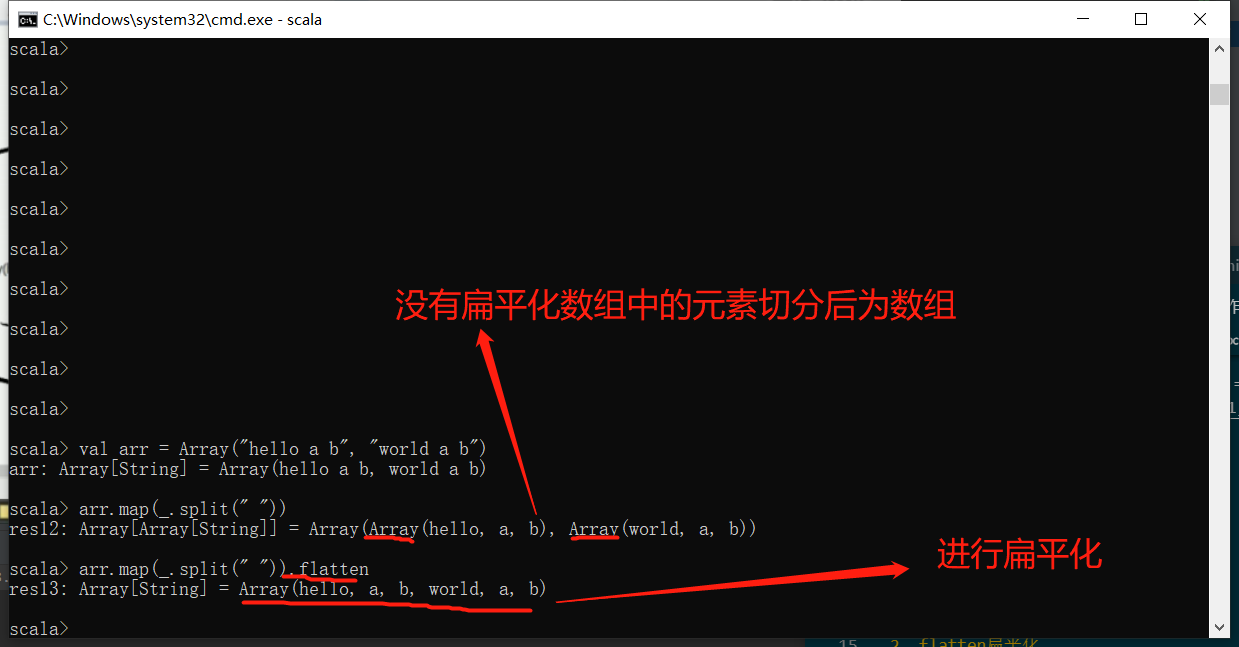 C:\Windows\system32\cmd.exe - scala
scala>
scala>
scala>
scala>
scala>
scala>
scala>
没有扁平化数组中的元素切分后为数组
scala>
scala>
scala>
scala> val arr = Array("hello a b", "world a b")
arr: Array[String] = Array(hello a b, world a b)
scala> arr.map(_.split(" "))
res12: Array[Array[String]] = Array(Array(hello, a, b), Array(world, a, b))
进行扁平化
scala> arr.map(_.split(" ")).flatten
res13: Array[String] = Array(hello, a, b, world, a, b)
scala>
15 2. flatten扁平化